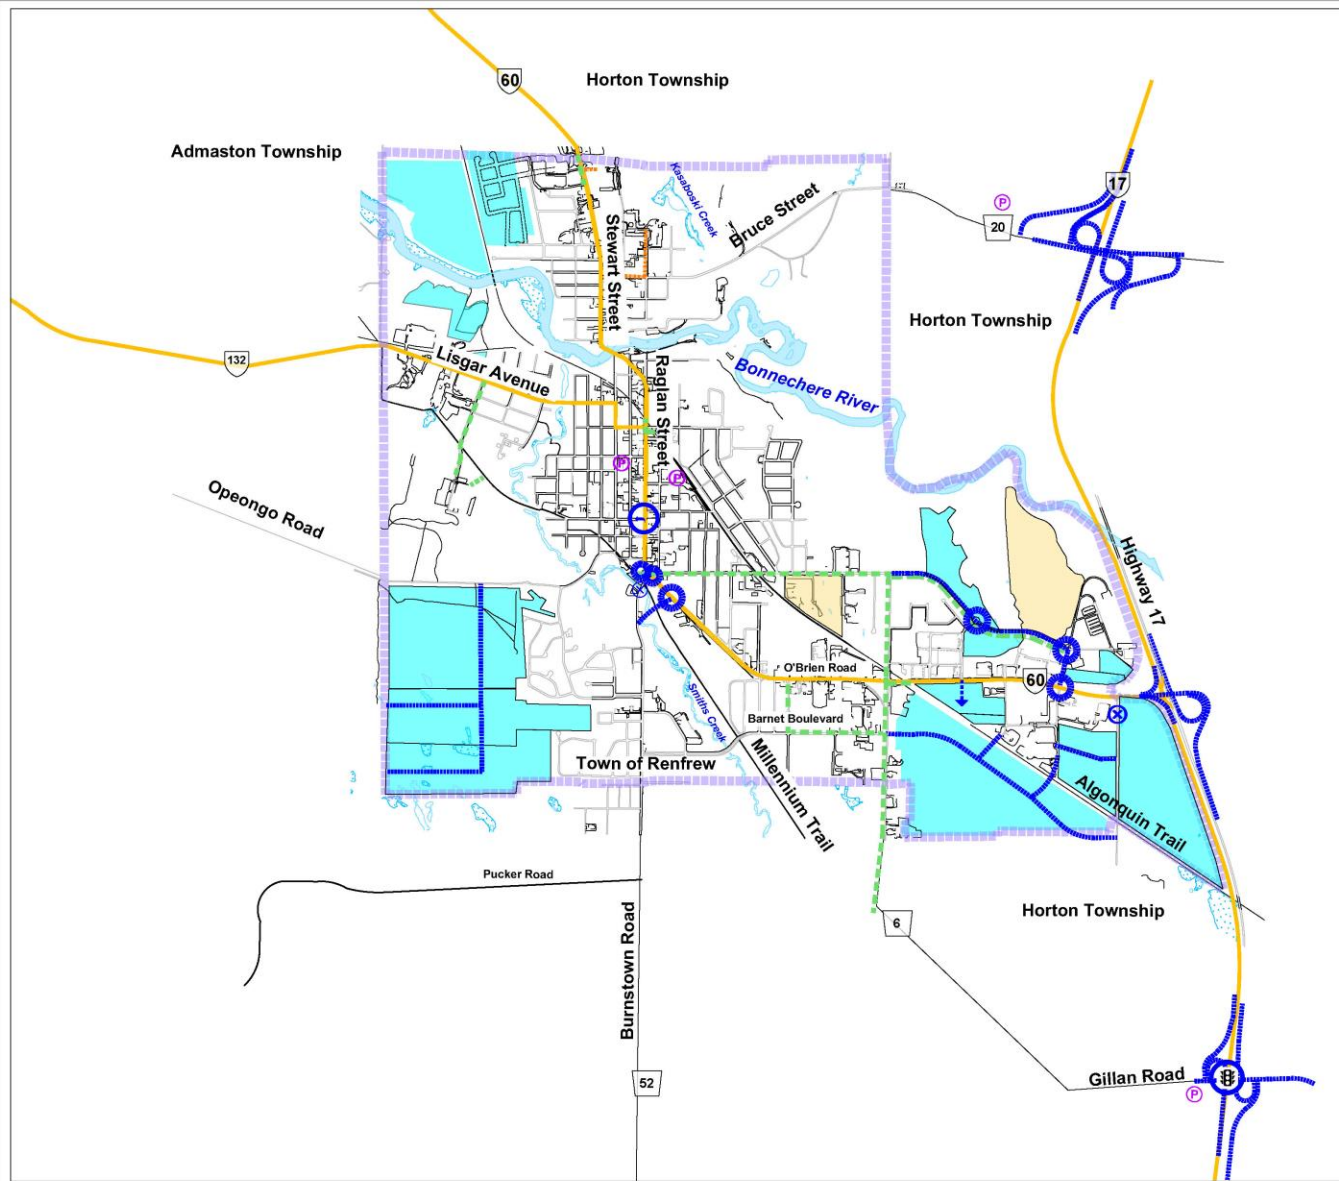 60
Horton Township
Admaston Township
Kasaboski Creek
17
P
Bruce Street
20
Stewart Street
Horton Township
132
Lisgar Avenue
Raglan Street
Bonnechere River
P
P
Opeongo Road
Highway 17
O'Brien Road
60
Smiths Creek
Barnet Boulevard
Town of Renfrew
Millennium Trail
Algonquin Trail
Pucker Road
Burnstown Road
Horton Township
6
52
Gillan Road
P